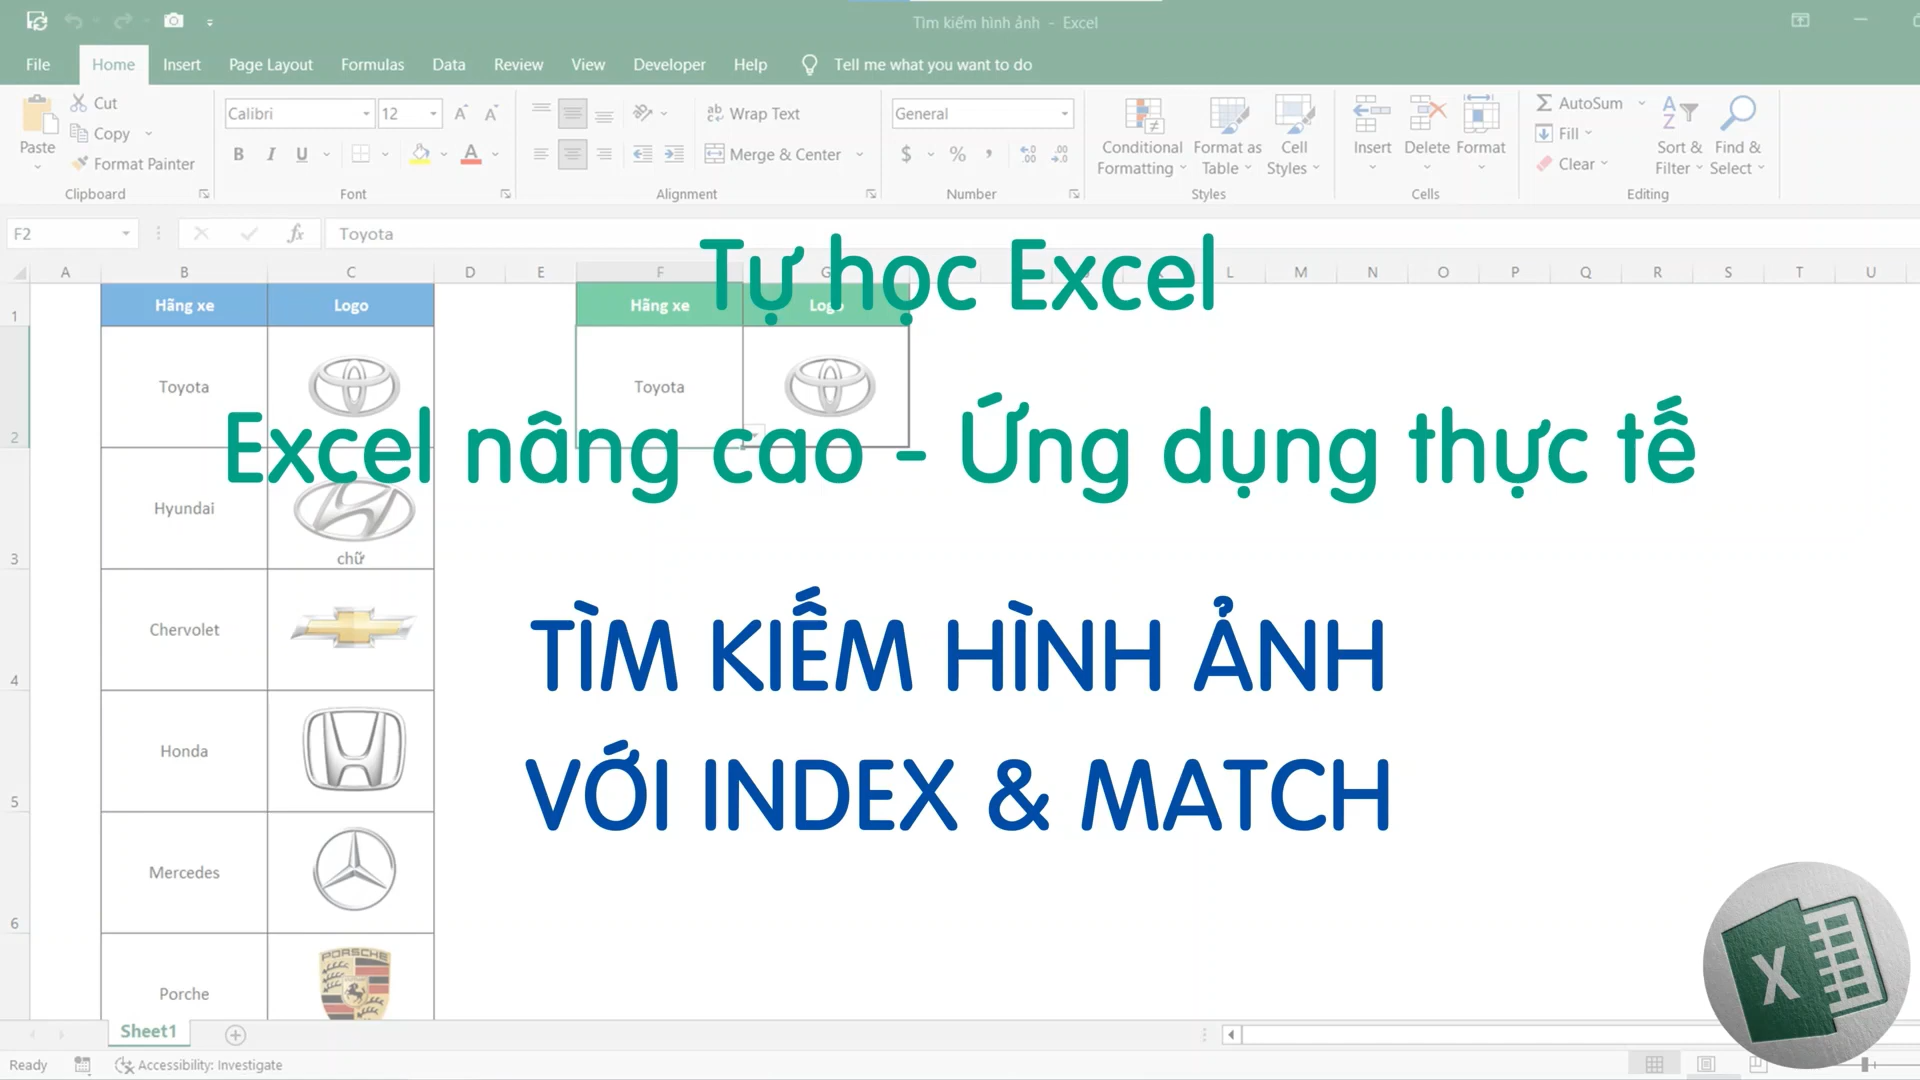 Tìm kiếm hình ảnh - Excel
File Home Insert Page Layout Formulas Data Review View Developer Help Tell me what you want to do
Paste
Cut
Copy
Format Painter
Clipboard
Calibri 12
B I U
Font
Wrap Text
Merge & Center
Alignment
General
$ % ,
Number
Conditional Formatting
Format as Table
Cell Styles
Styles
Insert Delete Format
Cells
AutoSum
Fill
Clear
Sort & Filter
Find & Select
Editing
F2 fx Toyota
A B C D E F G L M N O P Q R S T U
Tự học Excel
Excel nâng cao - Ứng dụng thực tế
TÌM KIẾM HÌNH ẢNH
VỚI INDEX & MATCH
1 Hãng xe Logo Hãng xe Logo
2 Toyota Toyota
3 Hyundai chữ
4 Chervolet
5 Honda
6 Mercedes
Porche PORSCHE
X
Sheet1
Ready Accessibility: Investigate